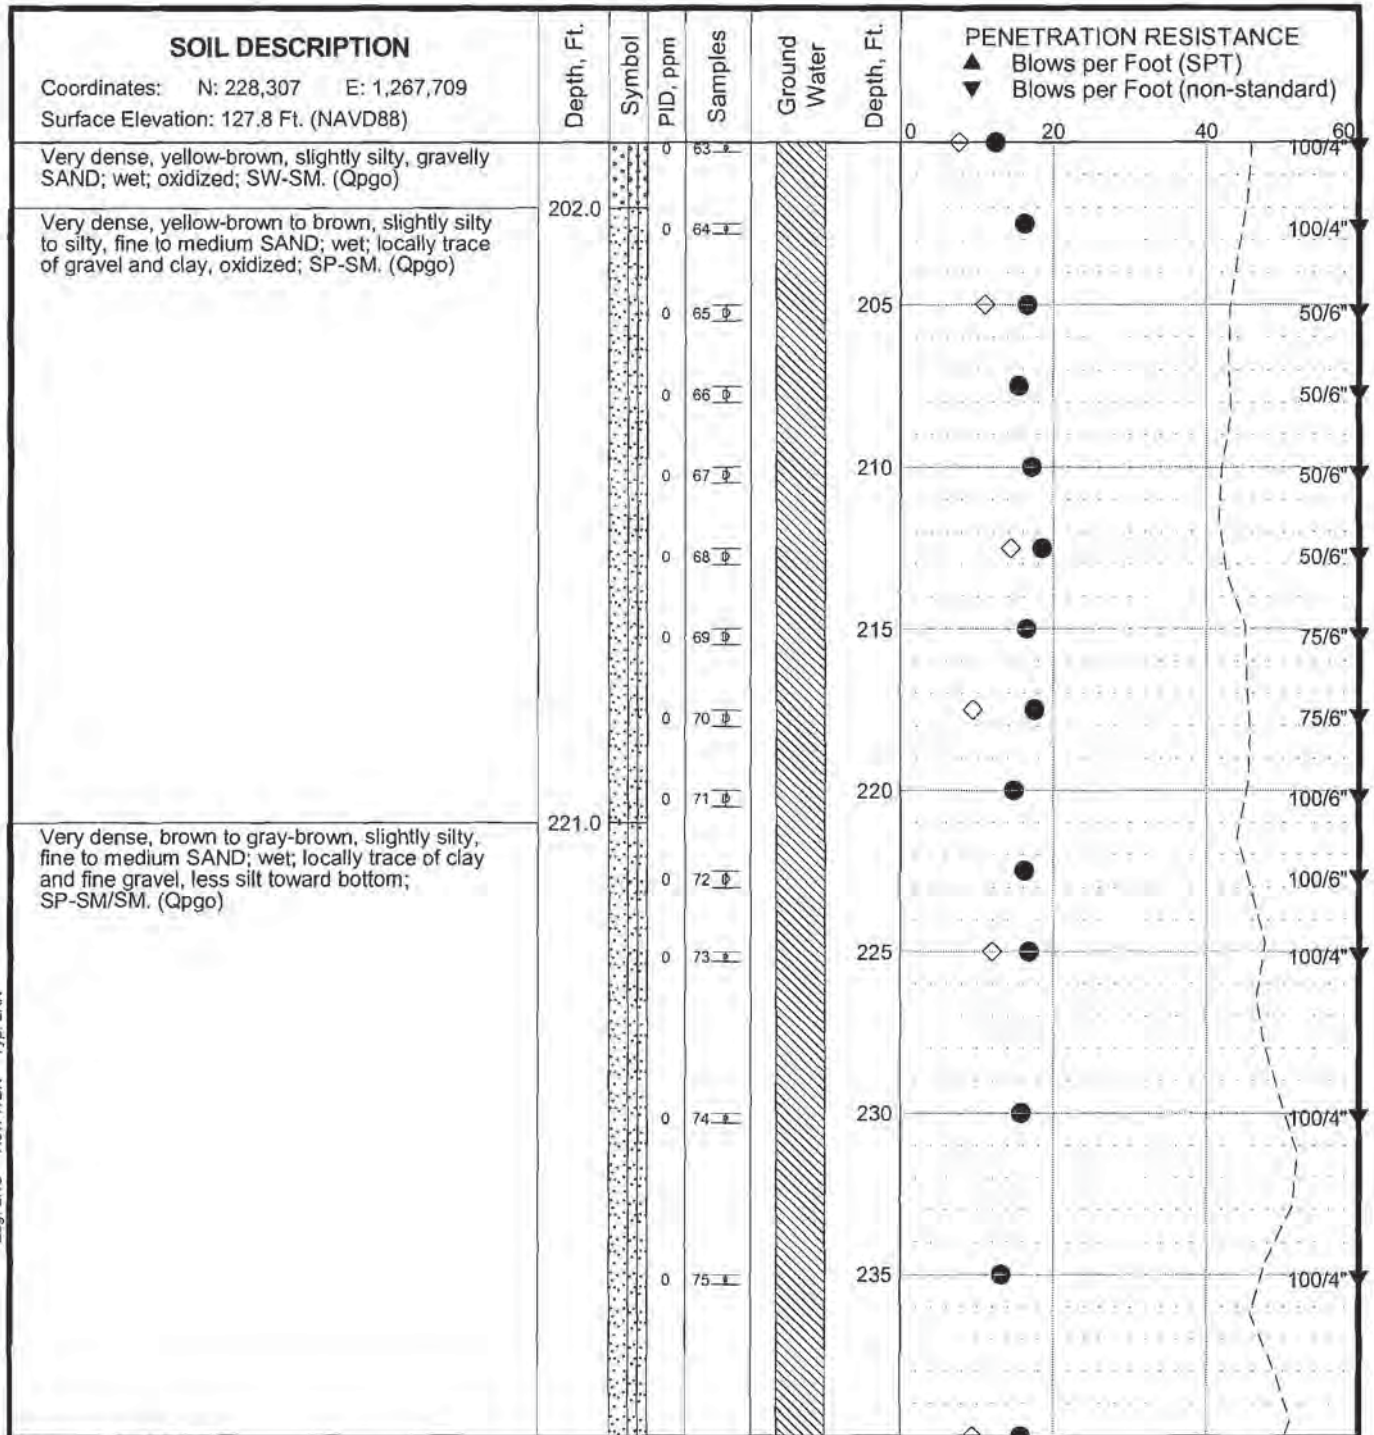 SOIL DESCRIPTION
Coordinates: N: 228,307 E: 1,267,709
Surface Elevation: 127.8 Ft. (NAVD88)
Depth, Ft.
Symbol
PID, ppm
Samples
Ground Water
Depth, Ft.
PENETRATION RESISTANCE
▲ Blows per Foot (SPT)
▼ Blows per Foot (non-standard)
0 20 40 60
Very dense, yellow-brown, slightly silty, gravelly
SAND; wet; oxidized; SW-SM. (Qpgo)
0 63 100/4"
202.0
Very dense, yellow-brown to brown, slightly silty
to silty, fine to medium SAND; wet; locally trace
of gravel and clay, oxidized; SP-SM. (Qpgo)
0 64 100/4"
0 65 205 50/6"
0 66 50/6"
0 67 210 50/6"
0 68 50/6"
0 69 215 75/6"
0 70 75/6"
0 71 220 100/6"
221.0
Very dense, brown to gray-brown, slightly silty,
fine to medium SAND; wet; locally trace of clay
and fine gravel, less silt toward bottom;
SP-SM/SM. (Qpgo)
0 72 100/6"
0 73 225 100/4"
0 74 230 100/4"
0 75 235 100/4"